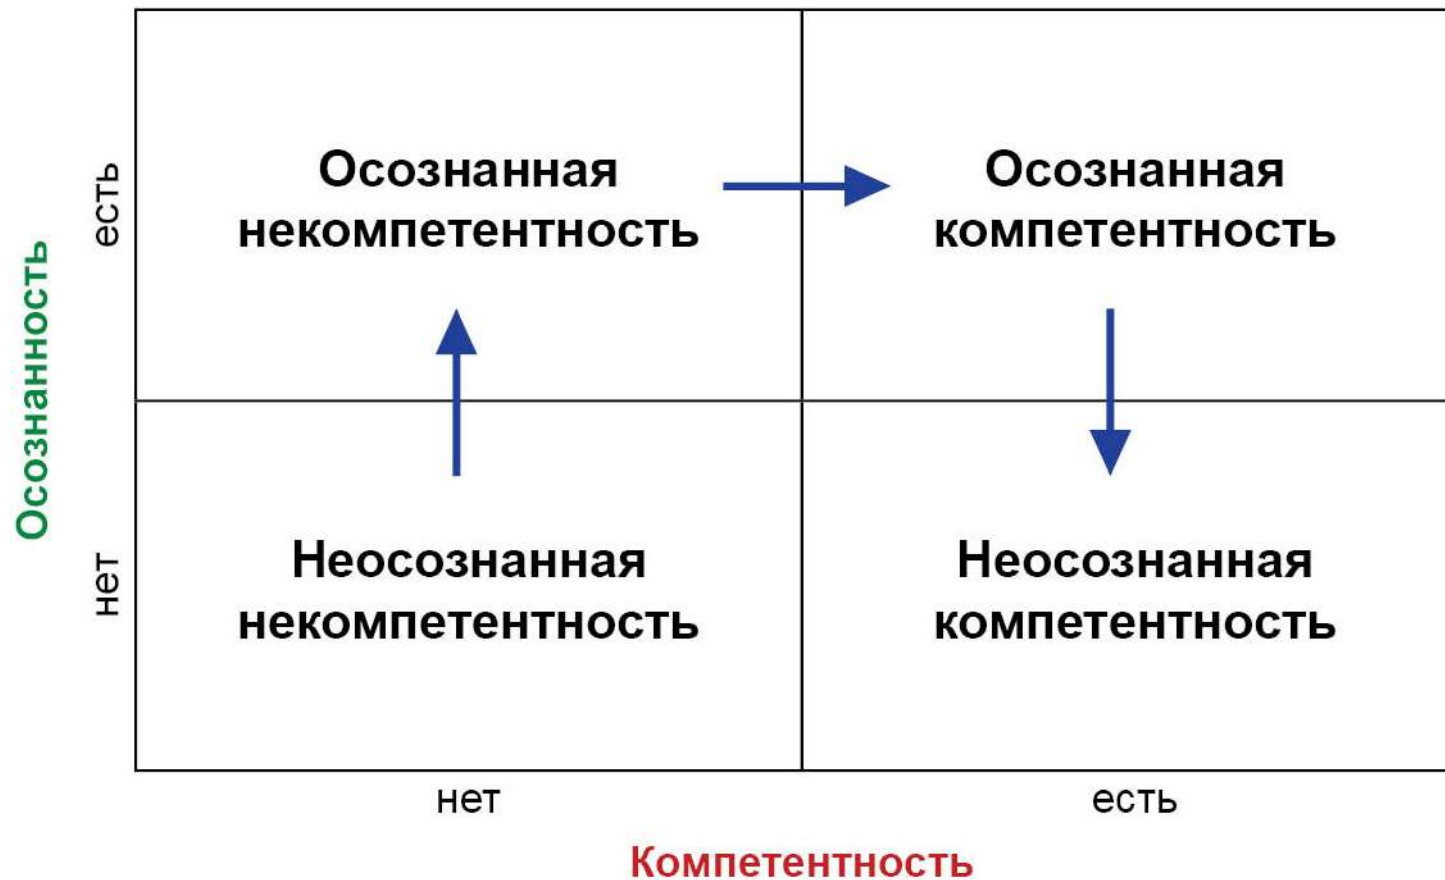 Осознанность
есть
Осознанная
некомпетентность
Осознанная
компетентность
нет
Неосознанная
некомпетентность
Неосознанная
компетентность
нет
есть
Компетентность